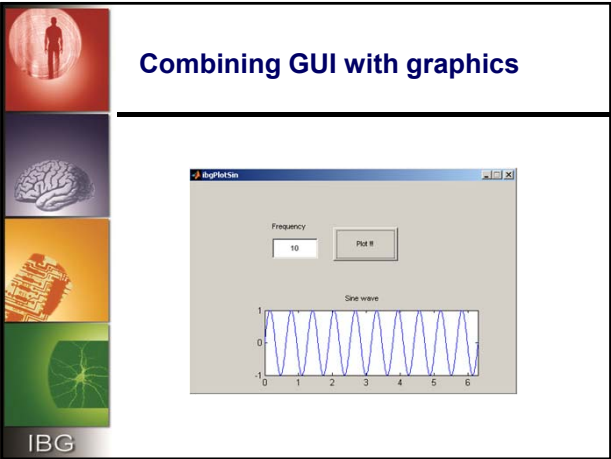 Combining GUI with graphics
ibgPlotSin
Frequency
10
Plot !!!
Sine wave
1
0
-1
0 1 2 3 4 5 6
IBG